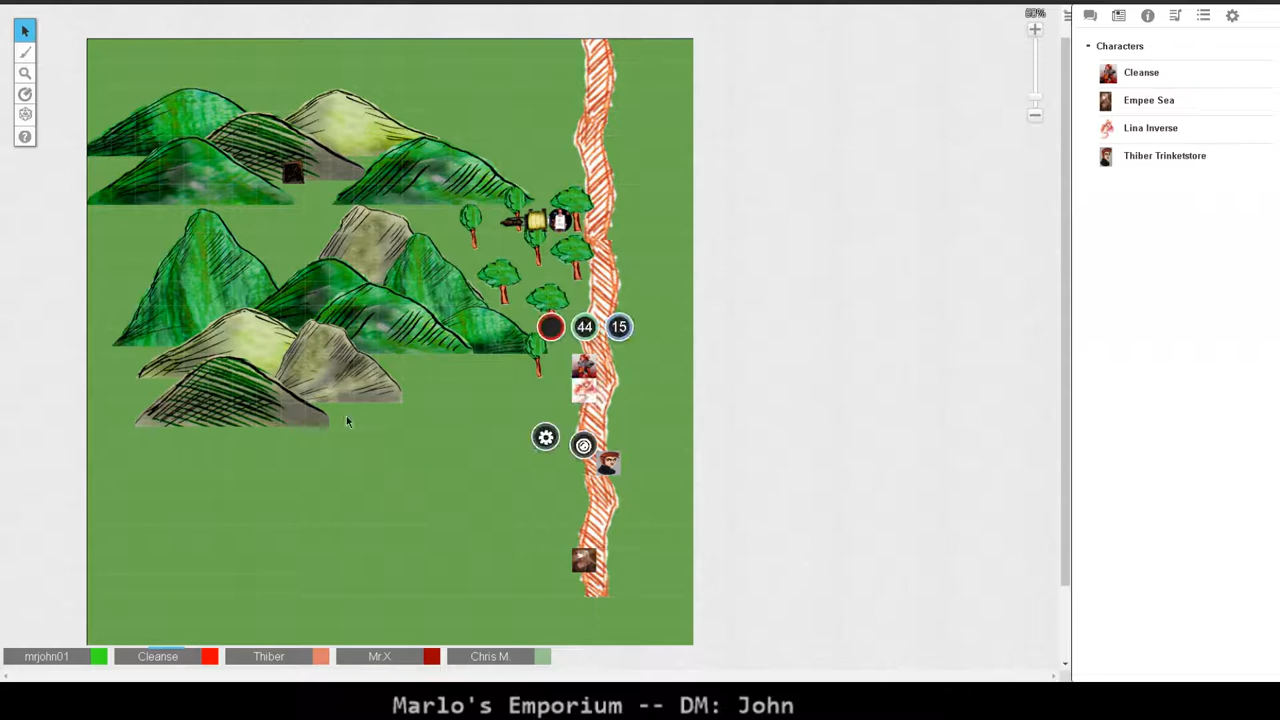 80%
Characters
Cleanse
Empee Sea
Lina Inverse
Thiber Trinketstore
44
15
mrjohn01
Cleanse
Thiber
Mr.X
Chris M.
Marlo's Emporium -- DM: John